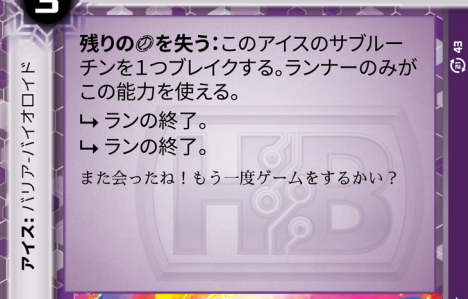 残りのを失う：このアイスのサブルー
チンを1つブレイクする。ランナーのみが
この能力を使える。
↳ ランの終了。
↳ ランの終了。
また会ったね！もう一度ゲームをするかい？
アイス：バリア-バイオロイド
HB
43